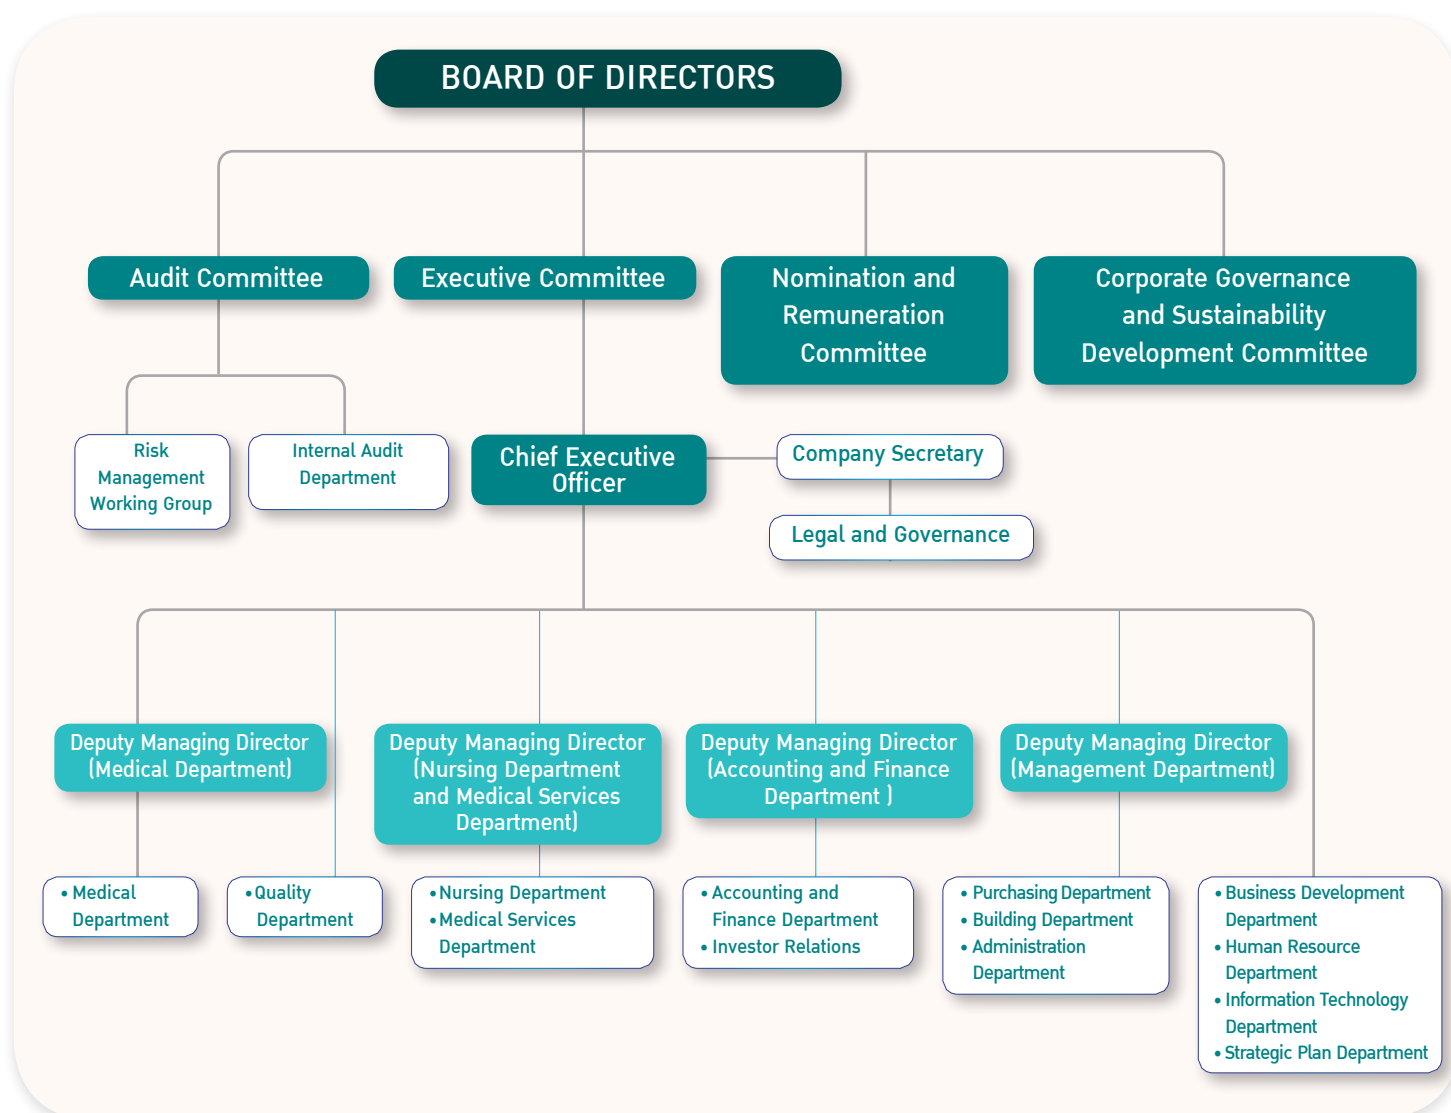 BOARD OF DIRECTORS
Audit Committee
Executive Committee
Nomination and
Remuneration
Committee
Corporate Governance
and Sustainability
Development Committee
Risk
Management
Working Group
Internal Audit
Department
Chief Executive
Officer
Company Secretary
Legal and Governance
Deputy Managing Director
(Medical Department)
Deputy Managing Director
(Nursing Department
and Medical Services
Department)
Deputy Managing Director
(Accounting and Finance
Department )
Deputy Managing Director
(Management Department)
• Medical
Department
• Quality
Department
• Nursing Department
• Medical Services
Department
• Accounting and
Finance Department
• Investor Relations
• Purchasing Department
• Building Department
• Administration
Department
• Business Development
Department
• Human Resource
Department
• Information Technology
Department
• Strategic Plan Department